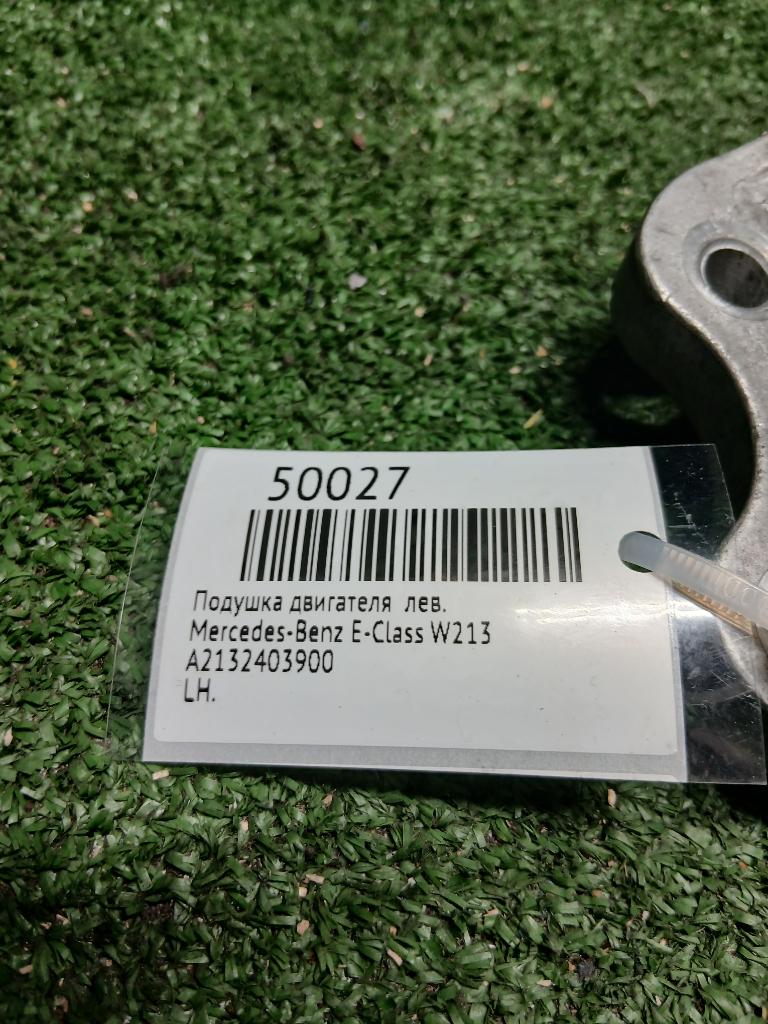 50027
Подушка двигателя лев.
Mercedes-Benz E-Class W213
A2132403900
LH.